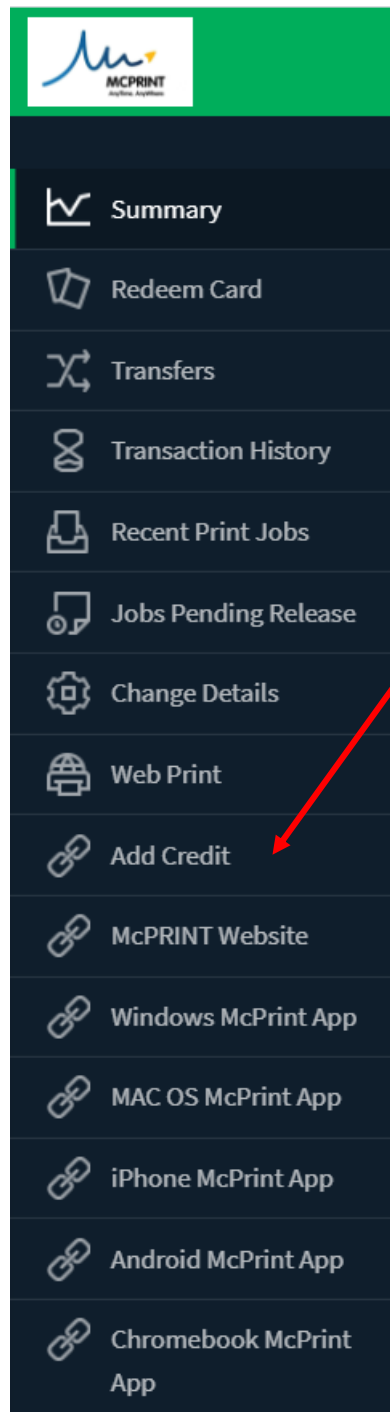 MCPRINT
AnyTime. AnyWhere.
Summary
Redeem Card
Transfers
Transaction History
Recent Print Jobs
Jobs Pending Release
Change Details
Web Print
Add Credit
McPRINT Website
Windows McPrint App
MAC OS McPrint App
iPhone McPrint App
Android McPrint App
Chromebook McPrint
App